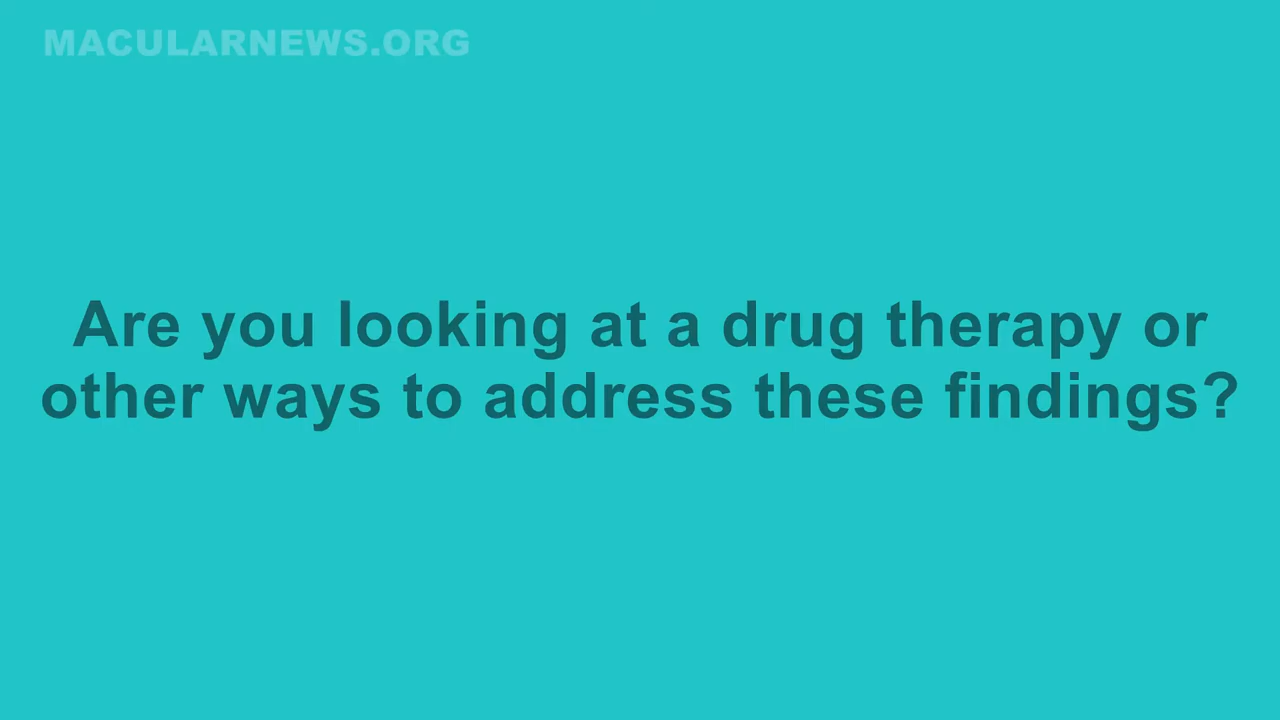 MACULARNEWS.ORG
Are you looking at a drug therapy or
other ways to address these findings?